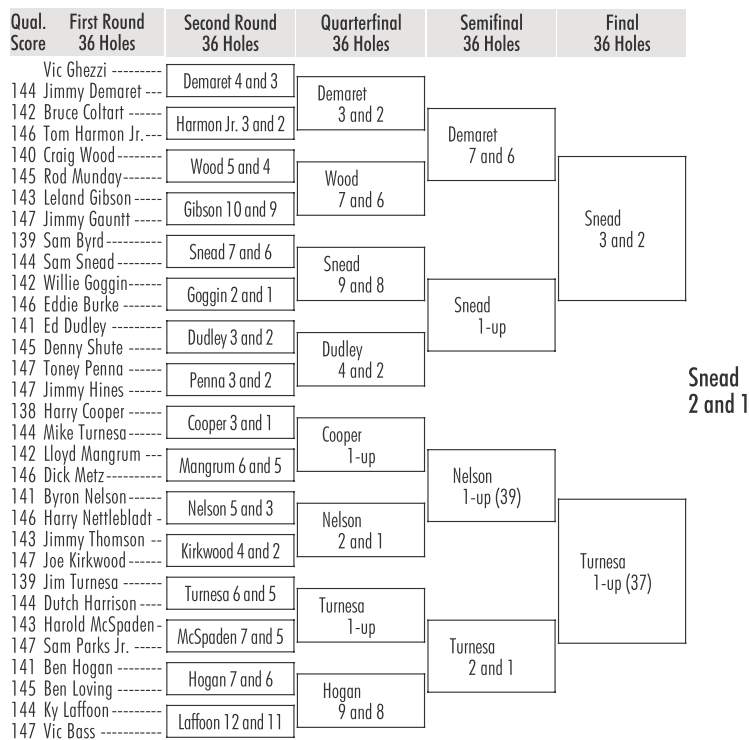 Qual. First Round Second Round Quarterfinal Semifinal Final
Score 36 Holes 36 Holes 36 Holes 36 Holes 36 Holes
Vic Ghezzi ---------
144 Jimmy Demaret ---
142 Bruce Coltart ------
146 Tom Harmon Jr.---
140 Craig Wood--------
145 Rod Munday-------
143 Leland Gibson -----
147 Jimmy Gauntt -----
139 Sam Byrd----------
144 Sam Snead --------
142 Willie Goggin------
146 Eddie Burke -------
141 Ed Dudley ---------
145 Denny Shute ------
147 Toney Penna ------
147 Jimmy Hines ------
138 Harry Cooper -----
144 Mike Turnesa------
142 Lloyd Mangrum ---
146 Dick Metz----------
141 Byron Nelson------
146 Harry Nettlebladt -
143 Jimmy Thomson --
147 Joe Kirkwood------
139 Jim Turnesa -------
144 Dutch Harrison ----
143 Harold McSpaden-
147 Sam Parks Jr. -----
141 Ben Hogan --------
145 Ben Loving --------
144 Ky Laffoon---------
147 Vic Bass -----------
Demaret 4 and 3
Harmon Jr. 3 and 2
Wood 5 and 4
Gibson 10 and 9
Snead 7 and 6
Goggin 2 and 1
Dudley 3 and 2
Penna 3 and 2
Cooper 3 and 1
Mangrum 6 and 5
Nelson 5 and 3
Kirkwood 4 and 2
Turnesa 6 and 5
McSpaden 7 and 5
Hogan 7 and 6
Laffoon 12 and 11
Demaret
3 and 2
Wood
7 and 6
Snead
9 and 8
Dudley
4 and 2
Cooper
1-up
Nelson
2 and 1
Turnesa
1-up
Hogan
9 and 8
Demaret
7 and 6
Snead
1-up
Nelson
1-up (39)
Turnesa
2 and 1
Snead
3 and 2
Turnesa
1-up (37)
Snead
2 and 1